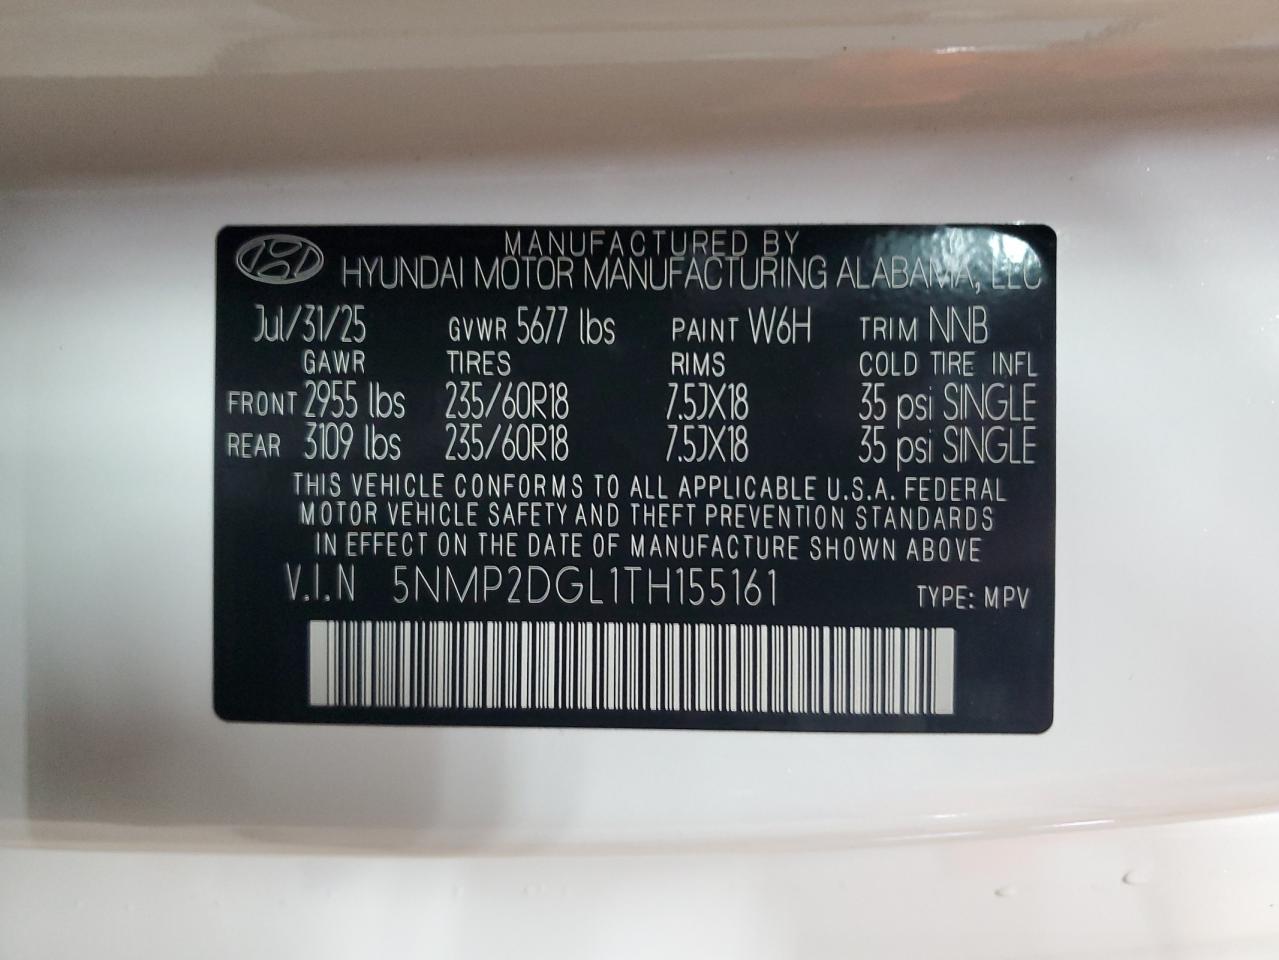 MANUFACTURED BY
HYUNDAI MOTOR MANUFACTURING ALABAMA, LLC
Jul/31/25 GVWR 5677 lbs PAINT W6H TRIM NNB
GAWR TIRES RIMS COLD TIRE INFL
FRONT 2955 lbs 235/60R18 7.5JX18 35 psi SINGLE
REAR 3109 lbs 235/60R18 7.5JX18 35 psi SINGLE
THIS VEHICLE CONFORMS TO ALL APPLICABLE U.S.A. FEDERAL
MOTOR VEHICLE SAFETY AND THEFT PREVENTION STANDARDS
IN EFFECT ON THE DATE OF MANUFACTURE SHOWN ABOVE
V.I.N 5NMP2DGL1TH155161 TYPE: MPV